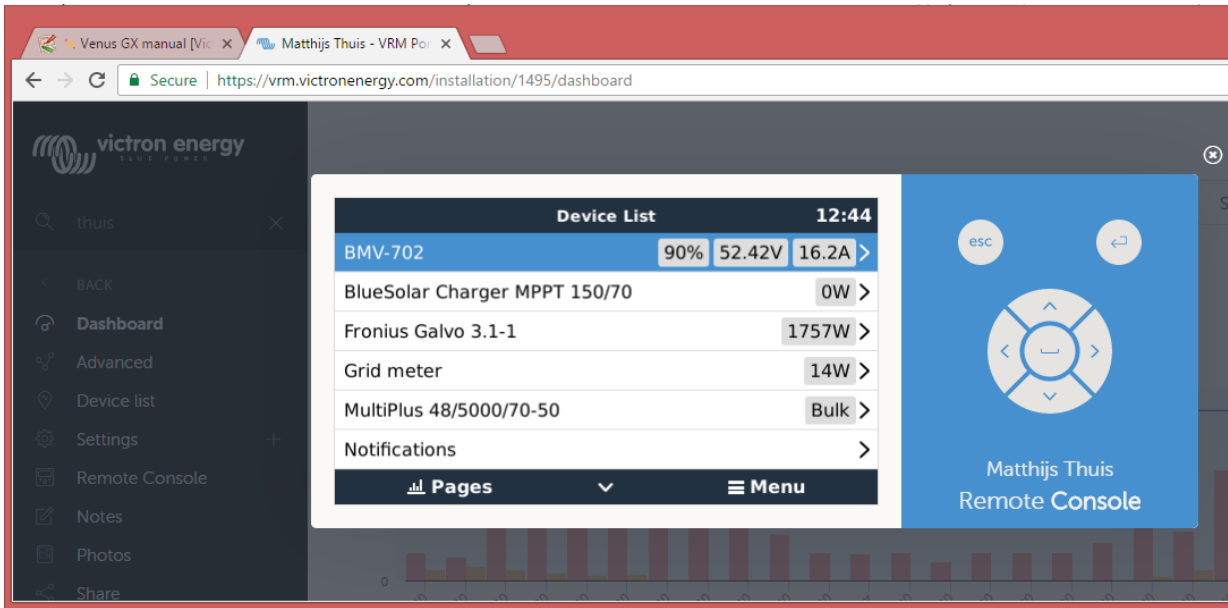 Venus GX manual [Vic
Matthijs Thuis - VRM Por
Secure | https://vrm.victronenergy.com/installation/1495/dashboard
victron energy
BLUE POWER
thuis
BACK
Dashboard
Advanced
Device list
Settings
Remote Console
Notes
Photos
Share
Device List 12:44
BMV-702 90% 52.42V 16.2A
BlueSolar Charger MPPT 150/70 0W
Fronius Galvo 3.1-1 1757W
Grid meter 14W
MultiPlus 48/5000/70-50 Bulk
Notifications
Pages Menu
esc
Matthijs Thuis
Remote Console
0